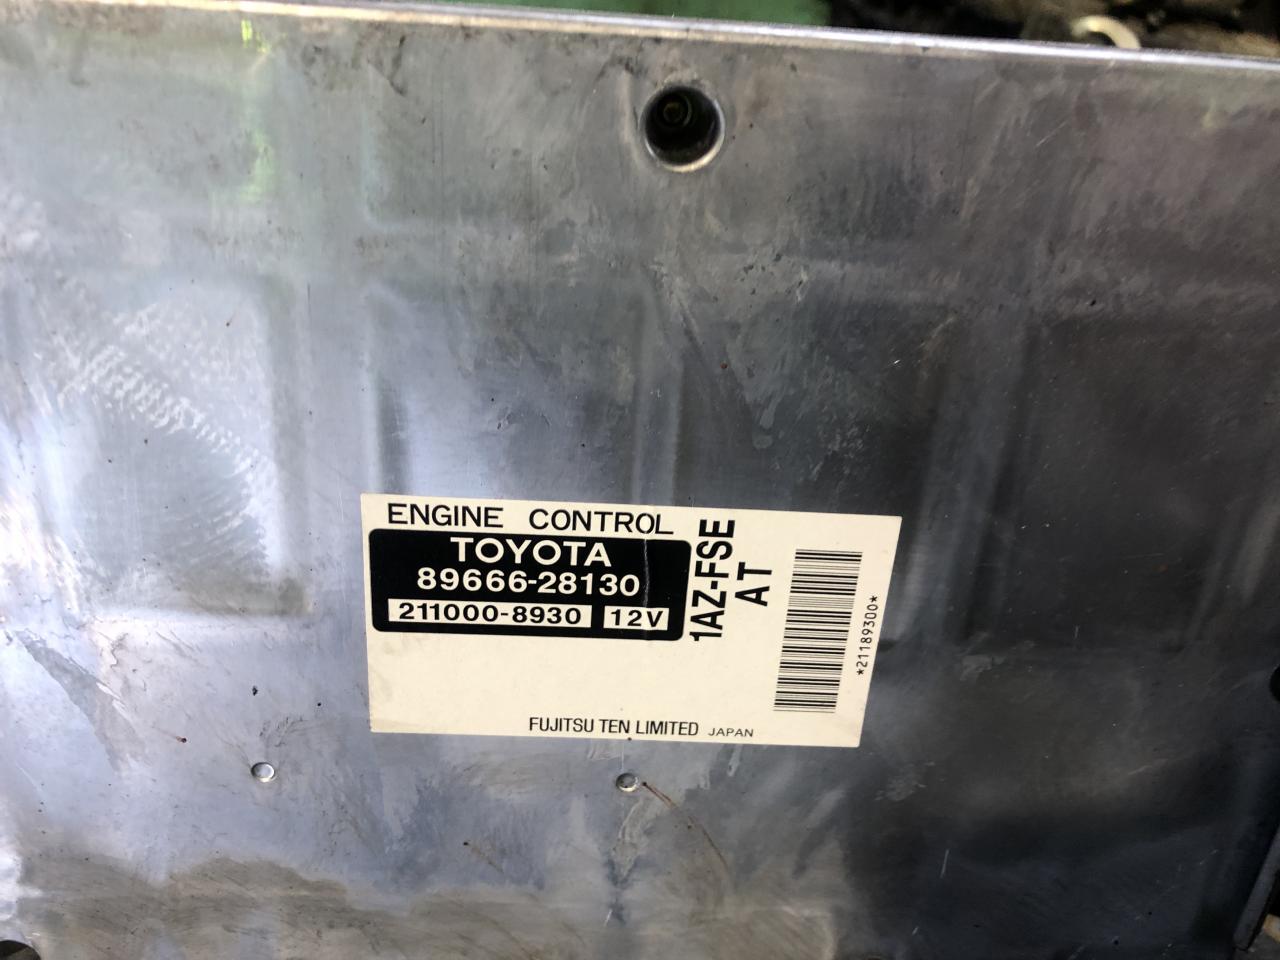 ENGINE CONTROL
TOYOTA
89666-28130
211000-8930 12V
1AZ-FSE
AT
*21189300*
FUJITSU TEN LIMITED JAPAN